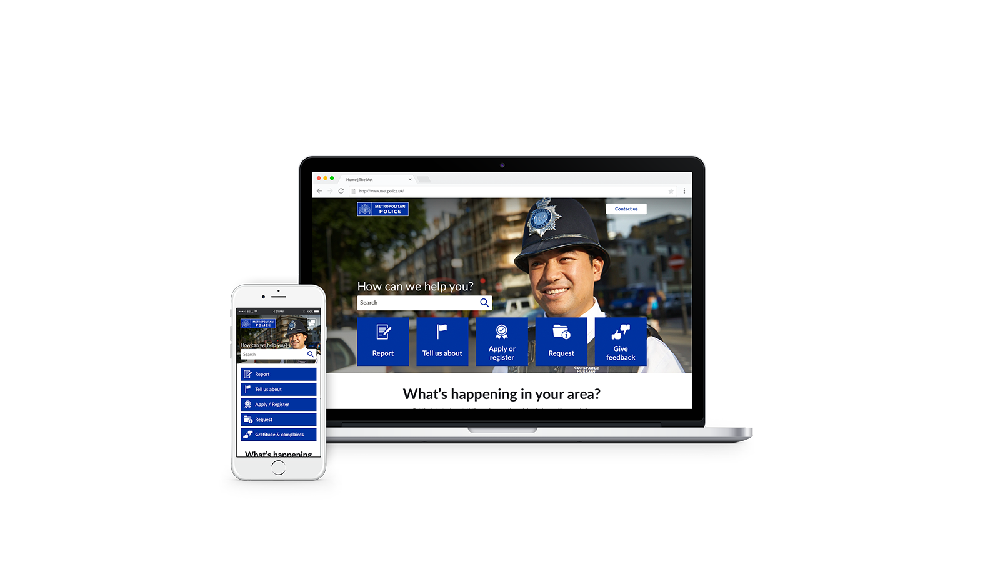 Home | The Met
http://www.met.police.uk/
METROPOLITAN
POLICE
Contact us
How can we help you?
Search
Report
Tell us about
Apply or
register
Request
Give
feedback
CONSTABLE
HUSSAIN
What's happening in your area?
BELL
4:21 PM
100%
METROPOLITAN
POLICE
How can we help you?
Search
Report
Tell us about
Apply / Register
Request
Gratitude & complaints
What's happening